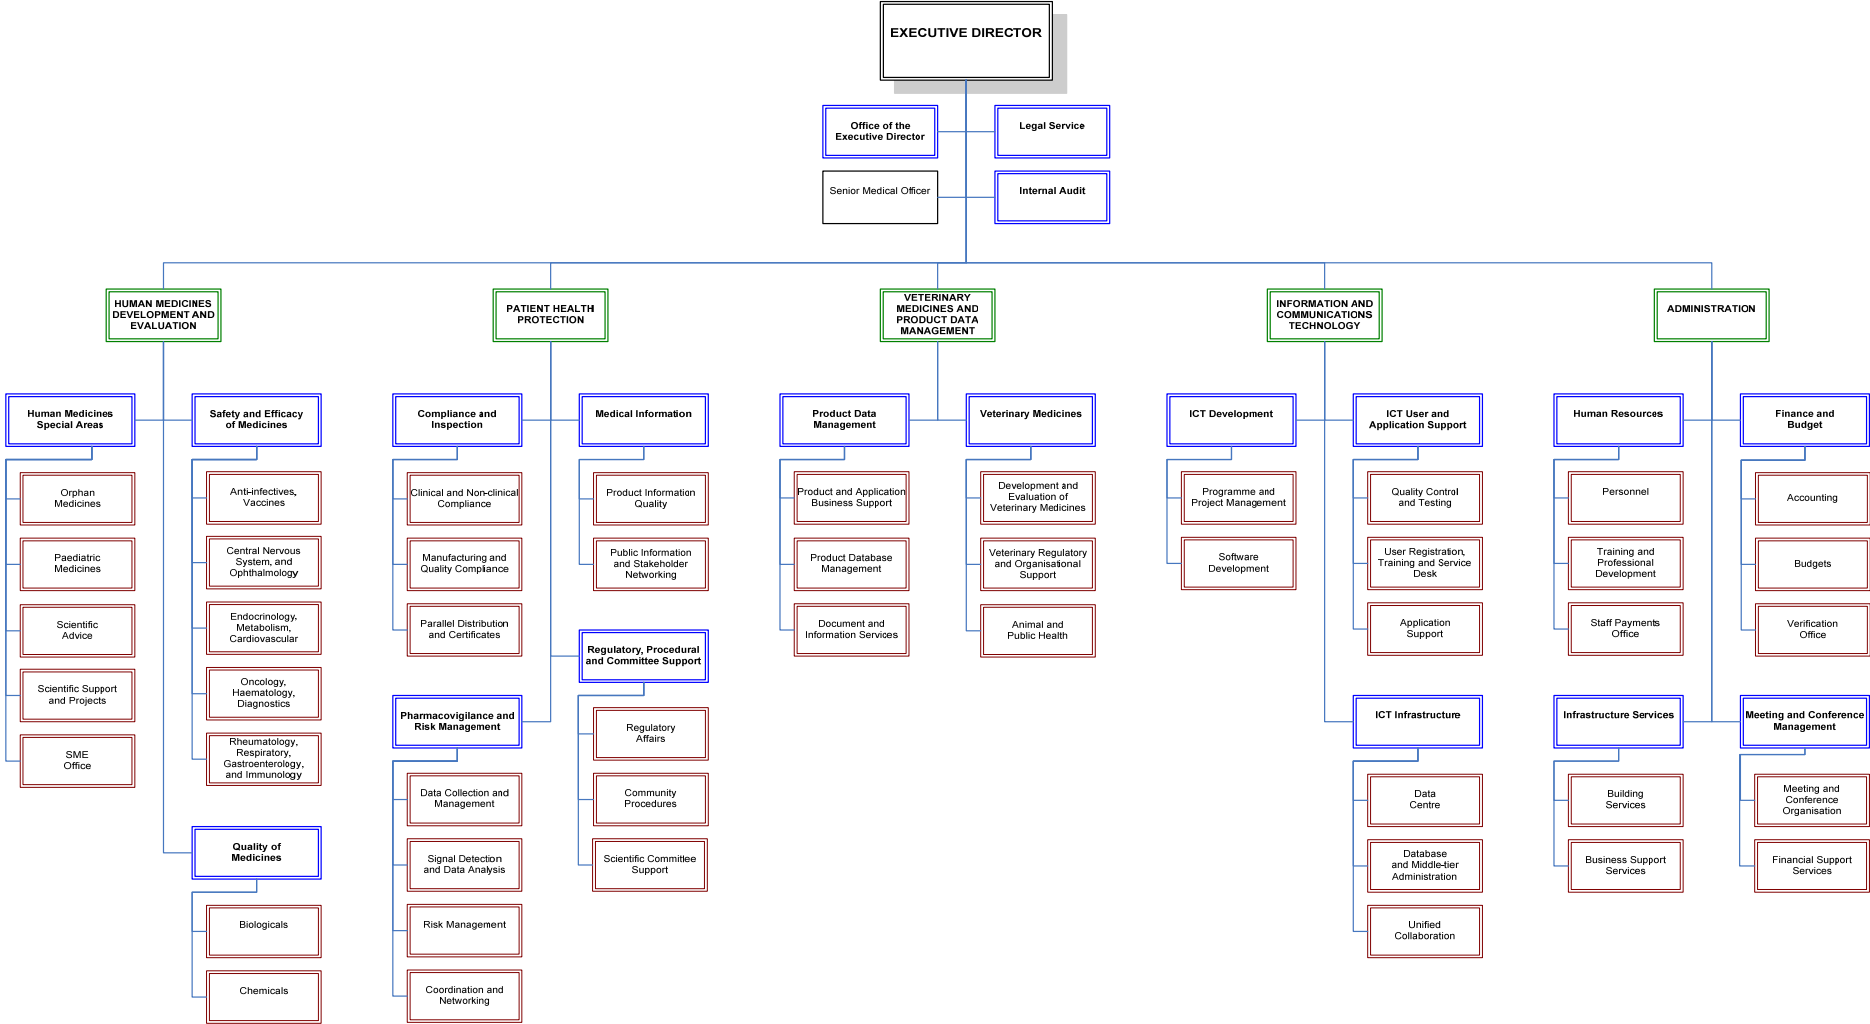 EXECUTIVE DIRECTOR
Office of the
Executive Director
Legal Service
Senior Medical Officer
Internal Audit
HUMAN MEDICINES
DEVELOPMENT AND
EVALUATION
PATIENT HEALTH
PROTECTION
VETERINARY
MEDICINES AND
PRODUCT DATA
MANAGEMENT
INFORMATION AND
COMMUNICATIONS
TECHNOLOGY
ADMINISTRATION
Human Medicines
Special Areas
Orphan
Medicines
Paediatric
Medicines
Scientific
Advice
Scientific Support
and Projects
SME
Office
Safety and Efficacy
of Medicines
Anti-infectives,
Vaccines
Central Nervous
System, and
Ophthalmology
Endocrinology,
Metabolism,
Cardiovascular
Oncology,
Haematology,
Diagnostics
Rheumatology,
Respiratory,
Gastroenterology,
and Immunology
Quality of
Medicines
Biologicals
Chemicals
Compliance and
Inspection
Clinical and Non-clinical
Compliance
Manufacturing and
Quality Compliance
Parallel Distribution
and Certificates
Medical Information
Product Information
Quality
Public Information
and Stakeholder
Networking
Regulatory, Procedural
and Committee Support
Regulatory
Affairs
Community
Procedures
Scientific Committee
Support
Pharmacovigilance and
Risk Management
Data Collection and
Management
Signal Detection
and Data Analysis
Risk Management
Coordination and
Networking
Product Data
Management
Product and Application
Business Support
Product Database
Management
Document and
Information Services
Veterinary Medicines
Development and
Evaluation of
Veterinary Medicines
Veterinary Regulatory
and Organisational
Support
Animal and
Public Health
ICT Development
Programme and
Project Management
Software
Development
ICT User and
Application Support
Quality Control
and Testing
User Registration,
Training and Service
Desk
Application
Support
ICT Infrastructure
Data
Centre
Database
and Middle-tier
Administration
Unified
Collaboration
Human Resources
Personnel
Training and
Professional
Development
Staff Payments
Office
Finance and
Budget
Accounting
Budgets
Verification
Office
Infrastructure Services
Building
Services
Business Support
Services
Meeting and Conference
Management
Meeting and
Conference
Organisation
Financial Support
Services